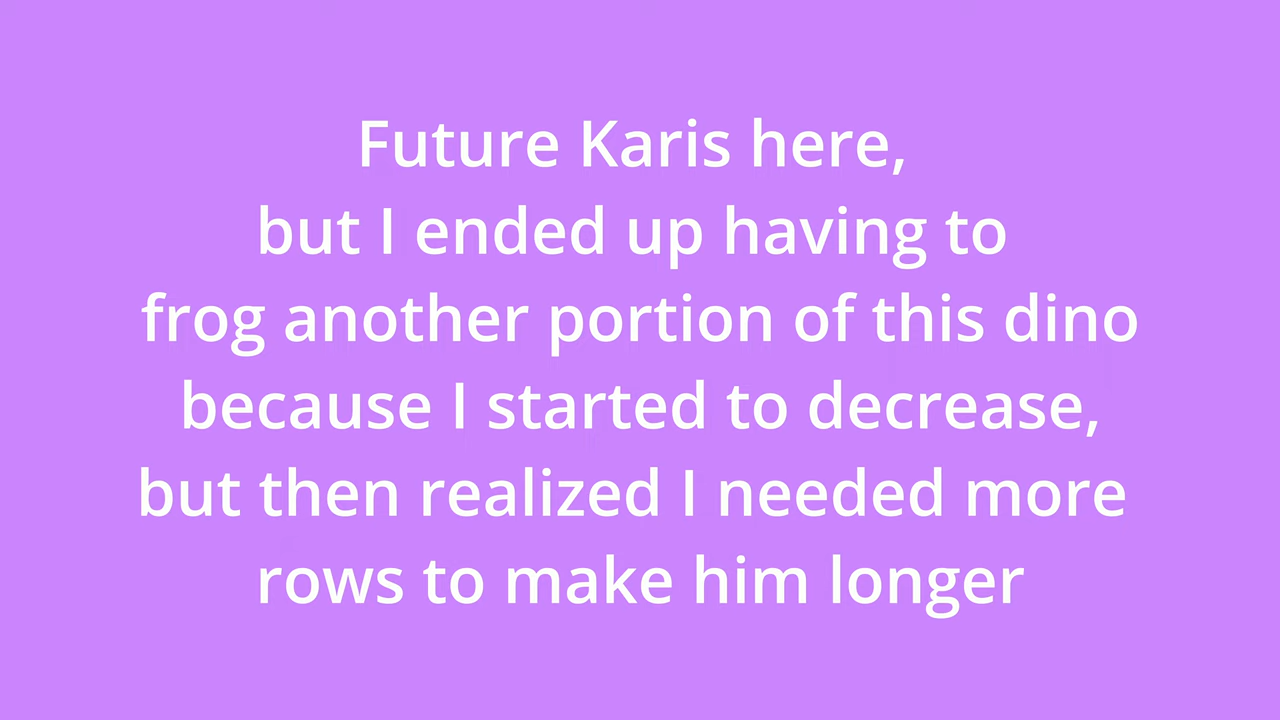 Future Karis here,
but I ended up having to
frog another portion of this dino
because I started to decrease,
but then realized I needed more
rows to make him longer